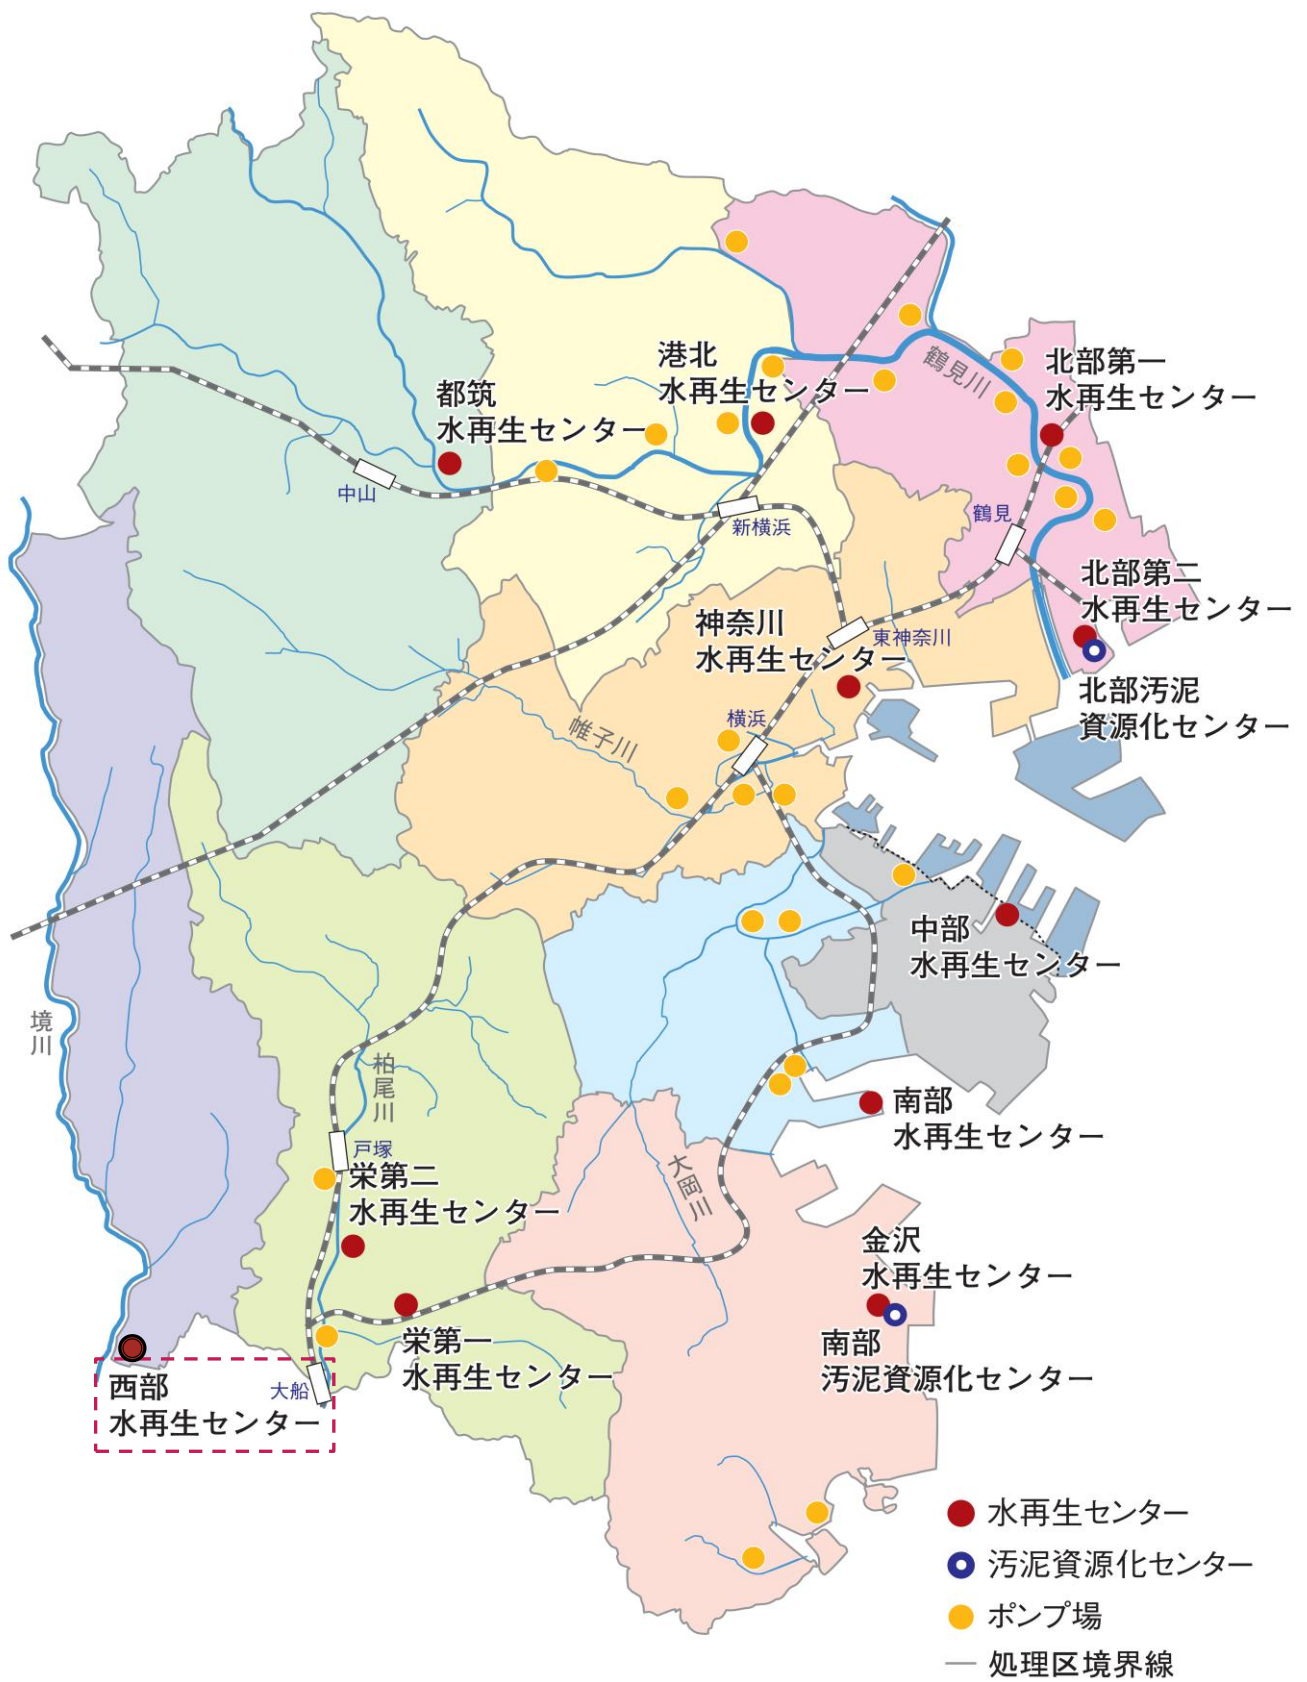 港北
水再生センター
都筑
水再生センター
鶴見川
北部第一
水再生センター
中山
新横浜
鶴見
北部第二
水再生センター
神奈川
水再生センター
東神奈川
北部汚泥
資源化センター
横浜
帷子川
中部
水再生センター
境川
柏尾川
南部
水再生センター
戸塚
栄第二
水再生センター
大岡川
金沢
水再生センター
栄第一
水再生センター
南部
汚泥資源化センター
西部
水再生センター
大船
水再生センター
汚泥資源化センター
ポンプ場
処理区境界線